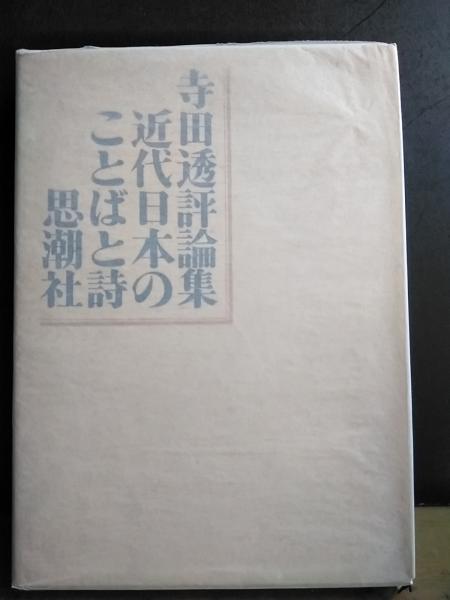 寺田透評論集
近代日本の
ことばと詩
思潮社